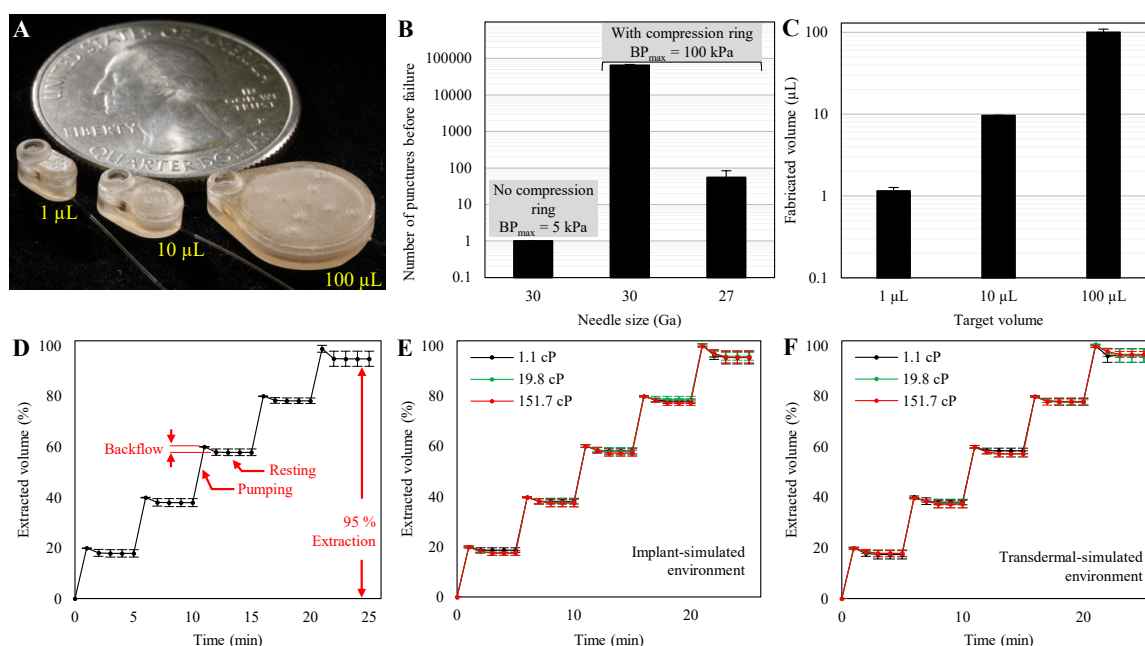 A
UNITED STATES OF AMERICA
LIBERTY
IN
GOD WE
TRUST
QUARTER DOLLAR
1 µL
10 µL
100 µL
B
Number of punctures before failure
100000
10000
1000
100
10
1
0.1
With compression ring
BPmax = 100 kPa
No compression
ring
BPmax = 5 kPa
30
30
27
Needle size (Ga)
C
Fabricated volume (µL)
100
10
1
0.1
1 µL
10 µL
100 µL
Target volume
D
Extracted volume (%)
100
80
60
40
20
0
Backflow
Resting
Pumping
95 %
Extraction
0
5
10
15
20
25
Time (min)
E
Extracted volume (%)
100
80
60
40
20
0
1.1 cP
19.8 cP
151.7 cP
Implant-simulated
environment
0
10
20
Time (min)
F
Extracted volume (%)
100
80
60
40
20
0
1.1 cP
19.8 cP
151.7 cP
Transdermal-simulated
environment
0
10
20
Time (min)